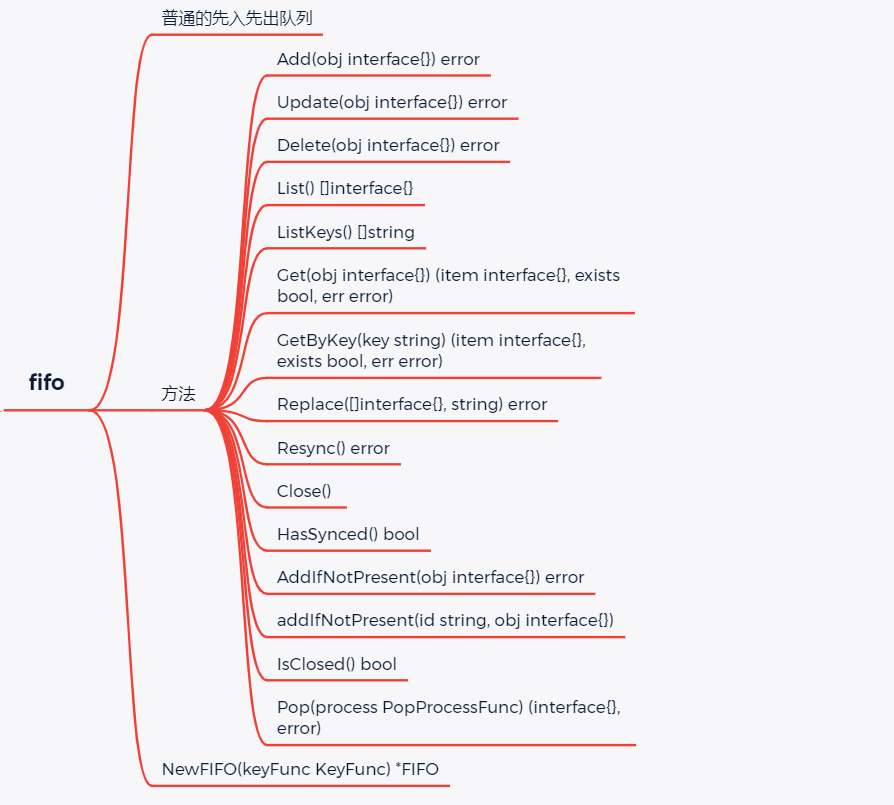 普通的先入先出队列
Add(obj interface{}) error
Update(obj interface{}) error
Delete(obj interface{}) error
List() []interface{}
ListKeys() []string
Get(obj interface{}) (item interface{}, exists
bool, err error)
GetByKey(key string) (item interface{},
exists bool, err error)
fifo
方法
Replace([]interface{}, string) error
Resync() error
Close()
HasSynced() bool
AddIfNotPresent(obj interface{}) error
addIfNotPresent(id string, obj interface{})
IsClosed() bool
Pop(process PopProcessFunc) (interface{},
error)
NewFIFO(keyFunc KeyFunc) *FIFO